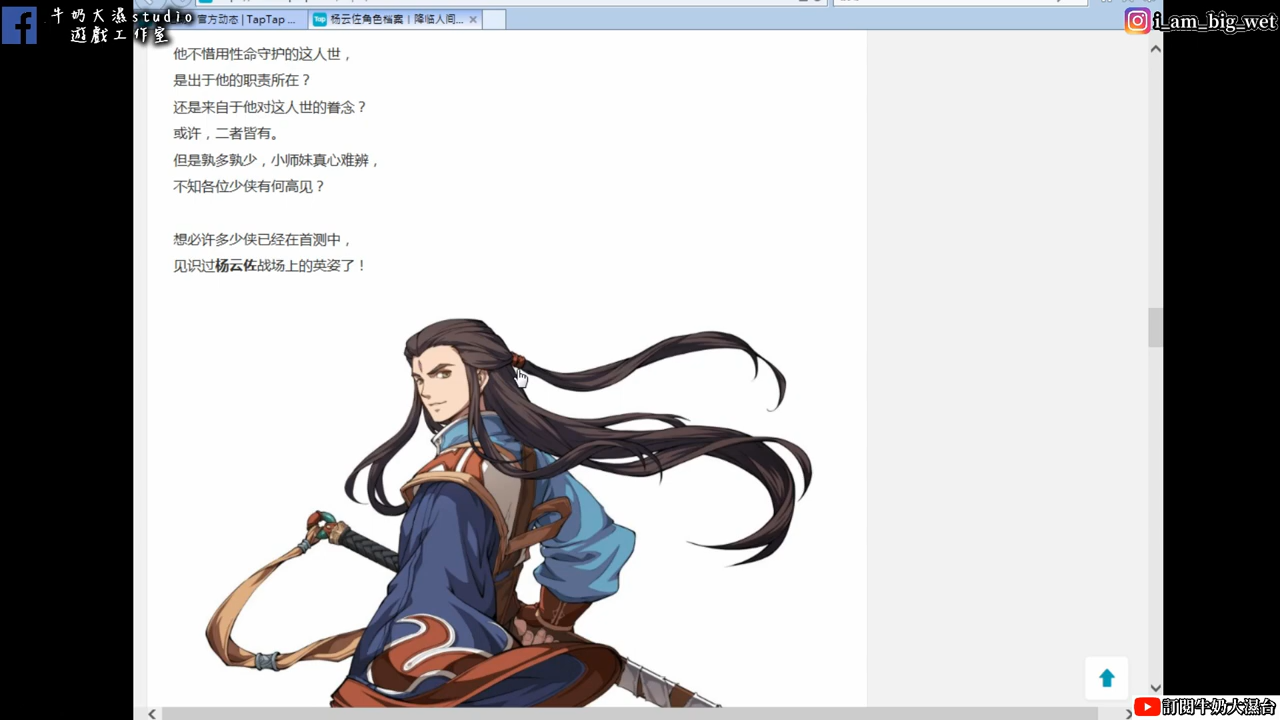 牛奶大濕studio
遊戲工作室
官方动态 | TapTap ...
Tap 杨云佐角色档案 | 降临人间...
i_am_big_wet
他不惜用性命守护的这人世，
是出于他的职责所在？
还是来自于他对这人世的眷念？
或许，二者皆有。
但是孰多孰少，小师妹真心难辨，
不知各位少侠有何高见？
想必许多少侠已经在首测中，
见识过杨云佐战场上的英姿了！
訂閱牛奶大濕台